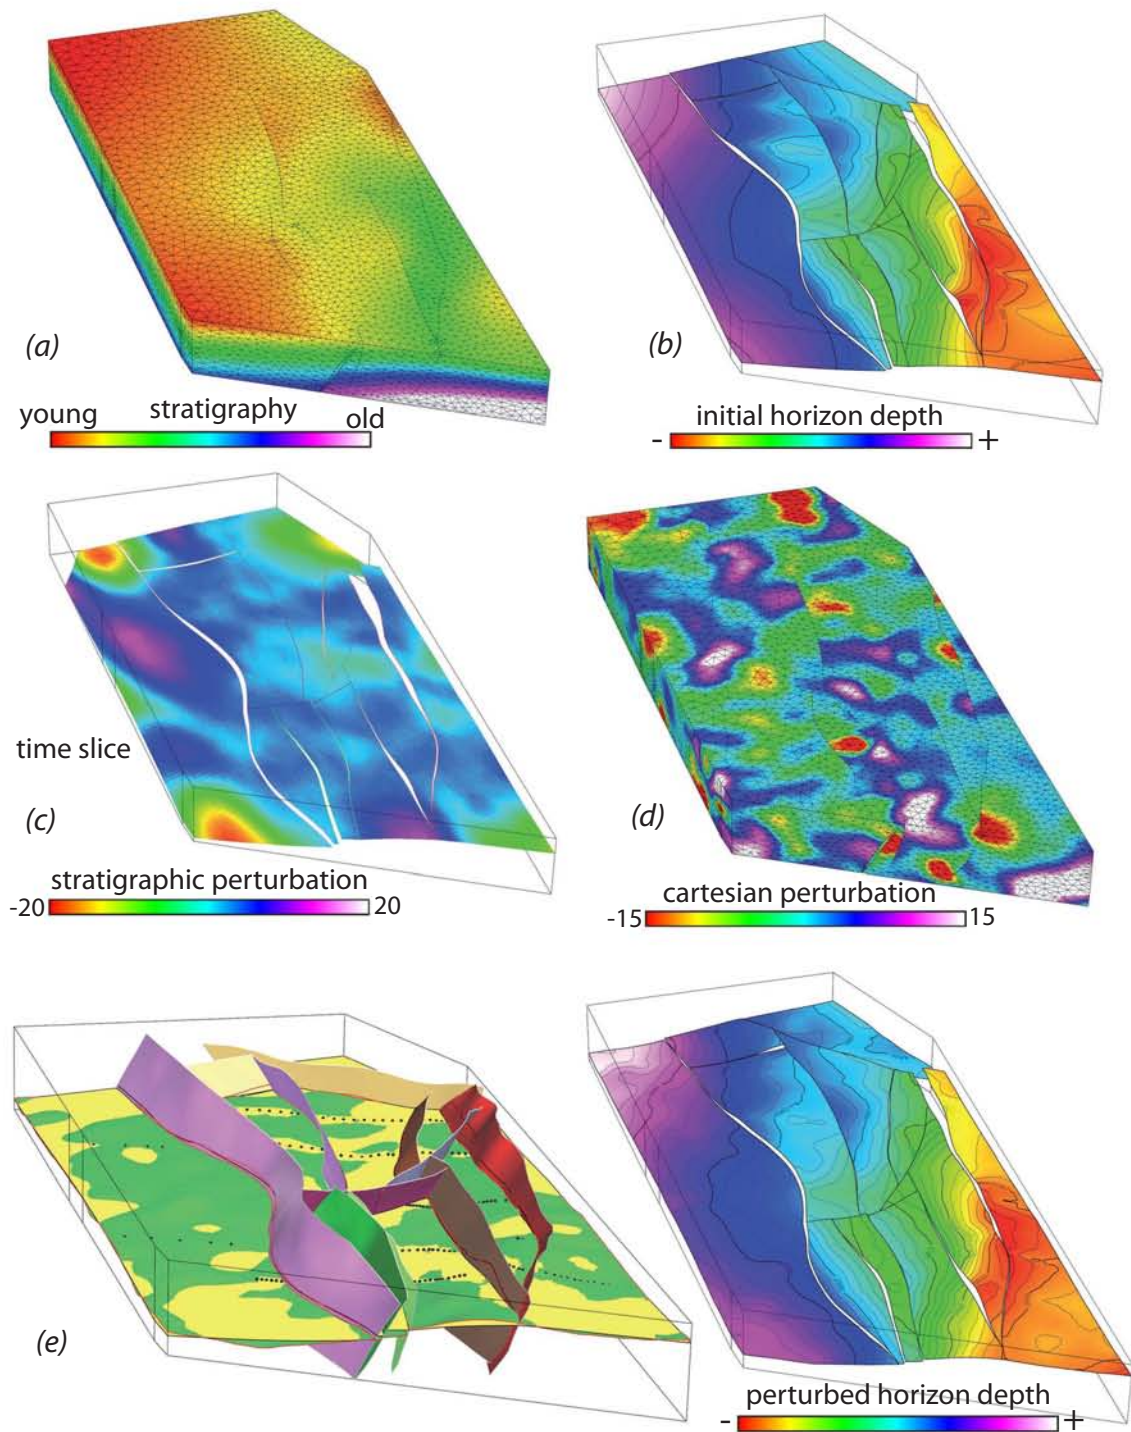 (a)
young stratigraphy old
(b)
- initial horizon depth +
time slice
(c)
stratigraphic perturbation
-20 20
(d)
cartesian perturbation
-15 15
(e)
perturbed horizon depth
- +